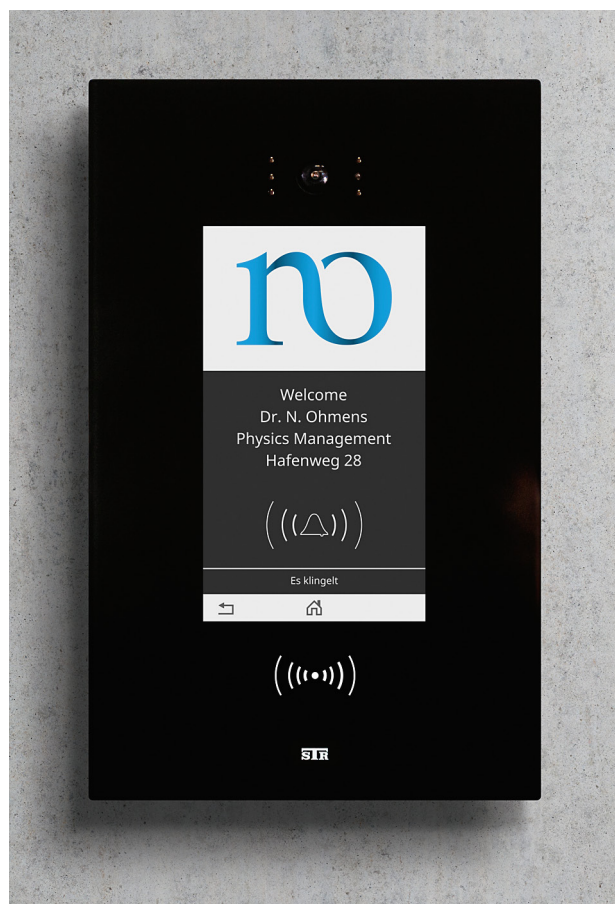 no
Welcome
Dr. N. Ohmens
Physics Management
Hafenweg 28
Es klingelt
STR